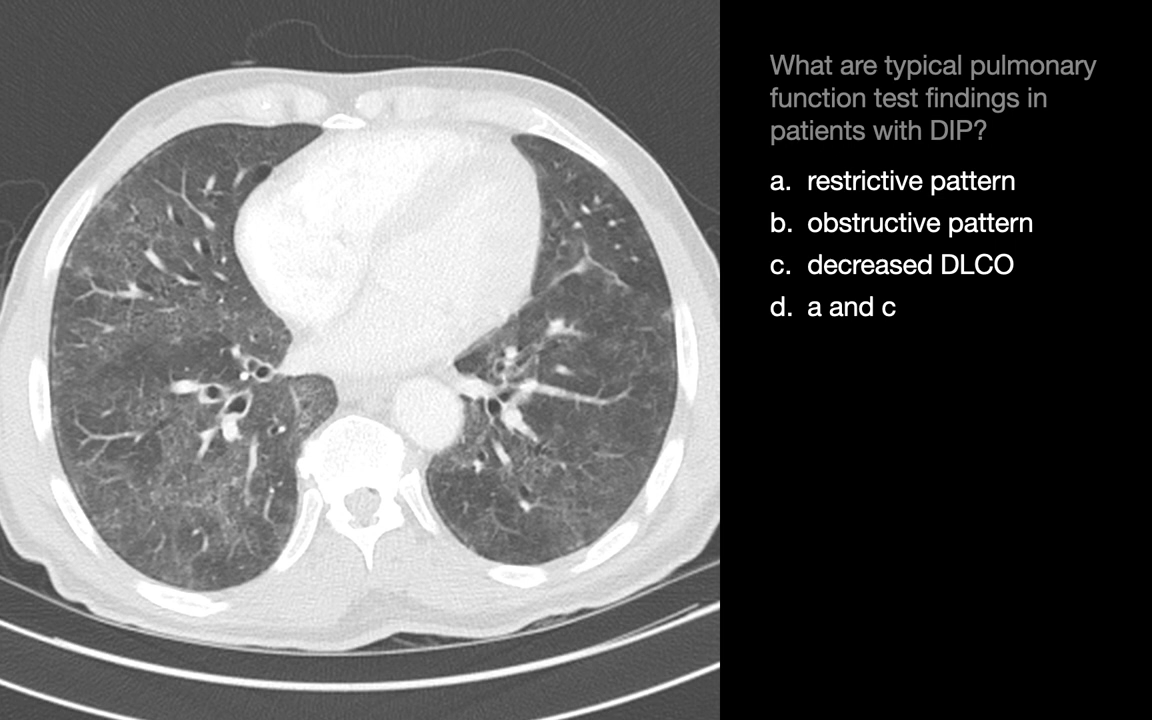 What are typical pulmonary
function test findings in
patients with DIP?
a. restrictive pattern
b. obstructive pattern
c. decreased DLCO
d. a and c